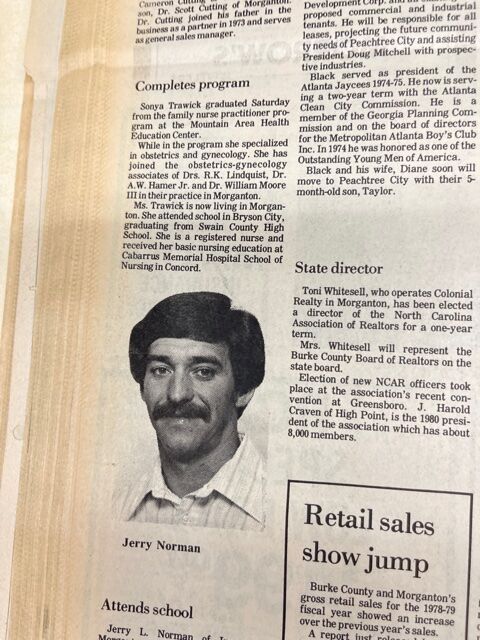 Cameron Cutting of Morganton.
son, Dr. Scott Cutting of Morganton.
Dr. Cutting joined his father in the
business as a partner in 1973 and serves
as general sales manager.
Completes program
Sonya Trawick graduated Saturday
from the family nurse practitioner pro-
gram at the Mountain Area Health
Education Center.
While in the program she specialized
in obstetrics and gynecology. She has
joined the obstetrics-gynecology
associates of Drs. R.K. Lindquist, Dr.
A.W. Hamer Jr. and Dr. William Moore
III in their practice in Morganton.
Ms. Trawick is now living in Morgan-
ton. She attended school in Bryson City,
graduating from Swain County High
School. She is a registered nurse and
received her basic nursing education at
Cabarrus Memorial Hospital School of
Nursing in Concord.
Jerry Norman
Attends school
Jerry L. Norman of
Development Corp.
proposed commercial and industrial
tenants. He will be responsible for all
leases, projecting the future communi-
ty needs of Peachtree City and assisting
President Doug Mitchell with prospec-
tive industries.
Black served as president of the
Atlanta Jaycees 1974-75. He now is serv-
ing a two-year term with the Atlanta
Clean City Commission. He is a
member of the Georgia Planning Com-
mission and on the board of directors
for the Metropolitan Atlanta Boy's Club
Inc. In 1974 he was honored as one of the
Outstanding Young Men of America.
Black and his wife, Diane soon will
move to Peachtree City with their 5-
month-old son, Taylor.
State director
Toni Whitesell, who operates Colonial
Realty in Morganton, has been elected
a director of the North Carolina
Association of Realtors for a one-year
term.
Mrs. Whitesell will represent the
Burke County Board of Realtors on the
state board.
Election of new NCAR officers took
place at the association's recent con-
vention at Greensboro. J. Harold
Craven of High Point, is the 1980 presi-
dent of the association which has about
8,000 members.
Retail sales
show jump
Burke County and Morganton's
gross retail sales for the 1978-79
fiscal year showed an increase
over the previous year's sales.
A report just